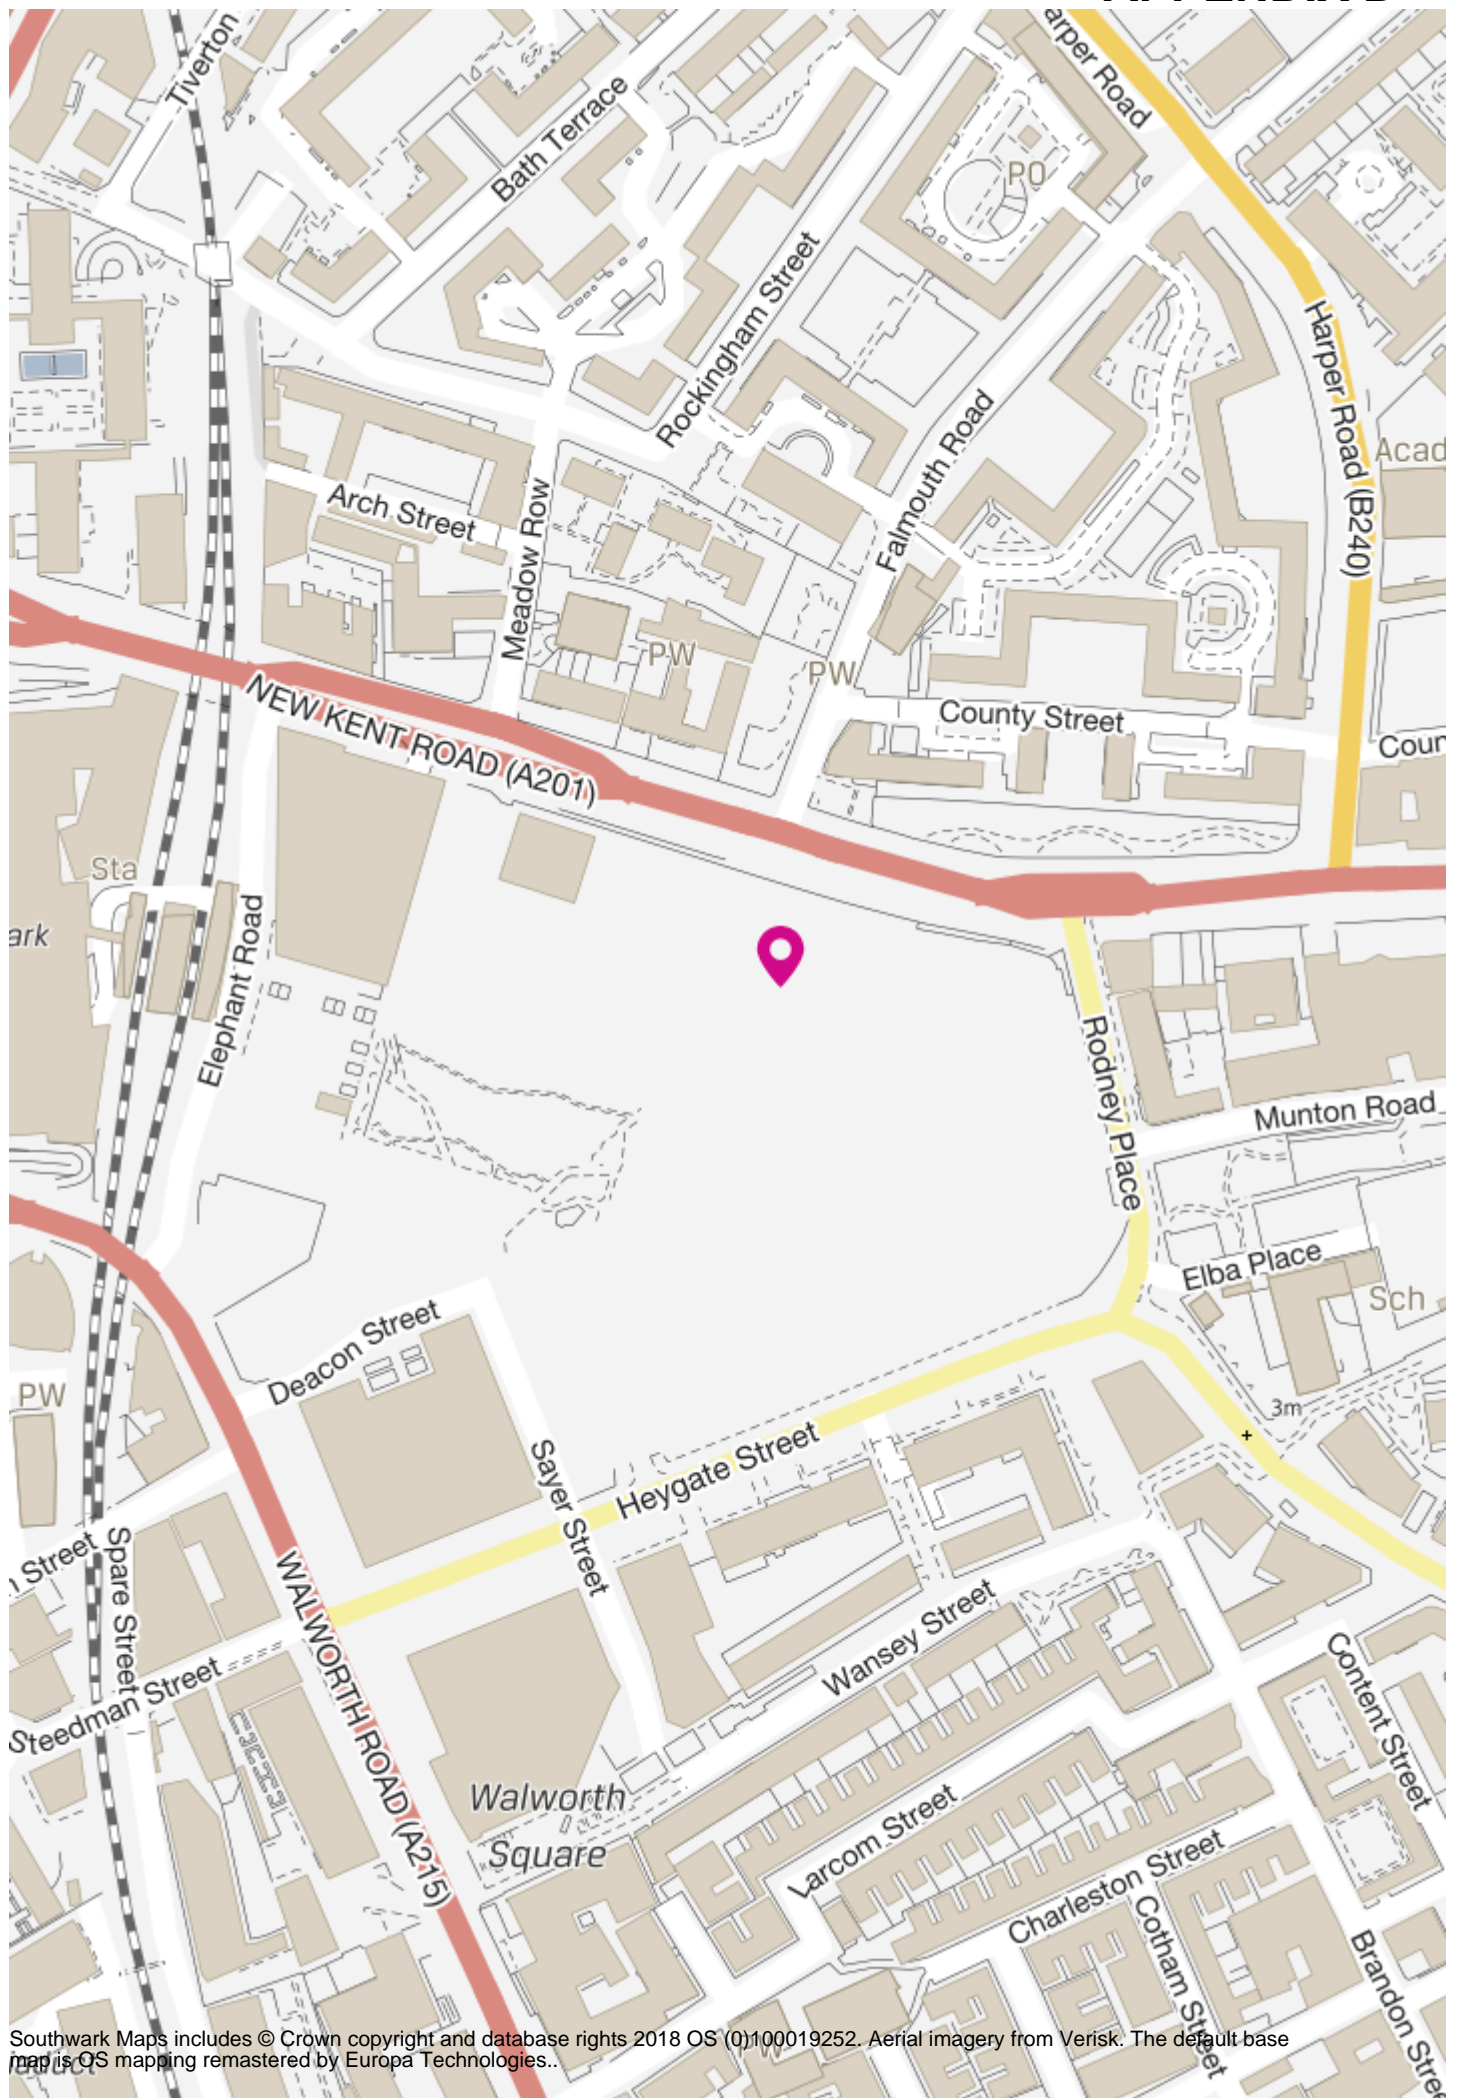 Tiverton
Bath Terrace
arper Road
PO
Rockingham Street
Harper Road (B240)
Falmouth Road
Acad
Arch Street
Meadow Row
PW
PW
NEW KENT ROAD (A201)
County Street
Coun
Sta
ark
Elephant Road
Rodney Place
Munton Road
Elba Place
Sch
Deacon Street
PW
3m
Sayer Street
Heygate Street
n Street
Spare Street
WALWORTH ROAD (A215)
Wansey Street
Steedman Street
Content Street
Walworth
Square
Larcom Street
Charleston Street
Cotham Street
Brandon Stree
Southwark Maps includes © Crown copyright and database rights 2018 OS (0)100019252. Aerial imagery from Verisk. The default base
map is OS mapping remastered by Europa Technologies..